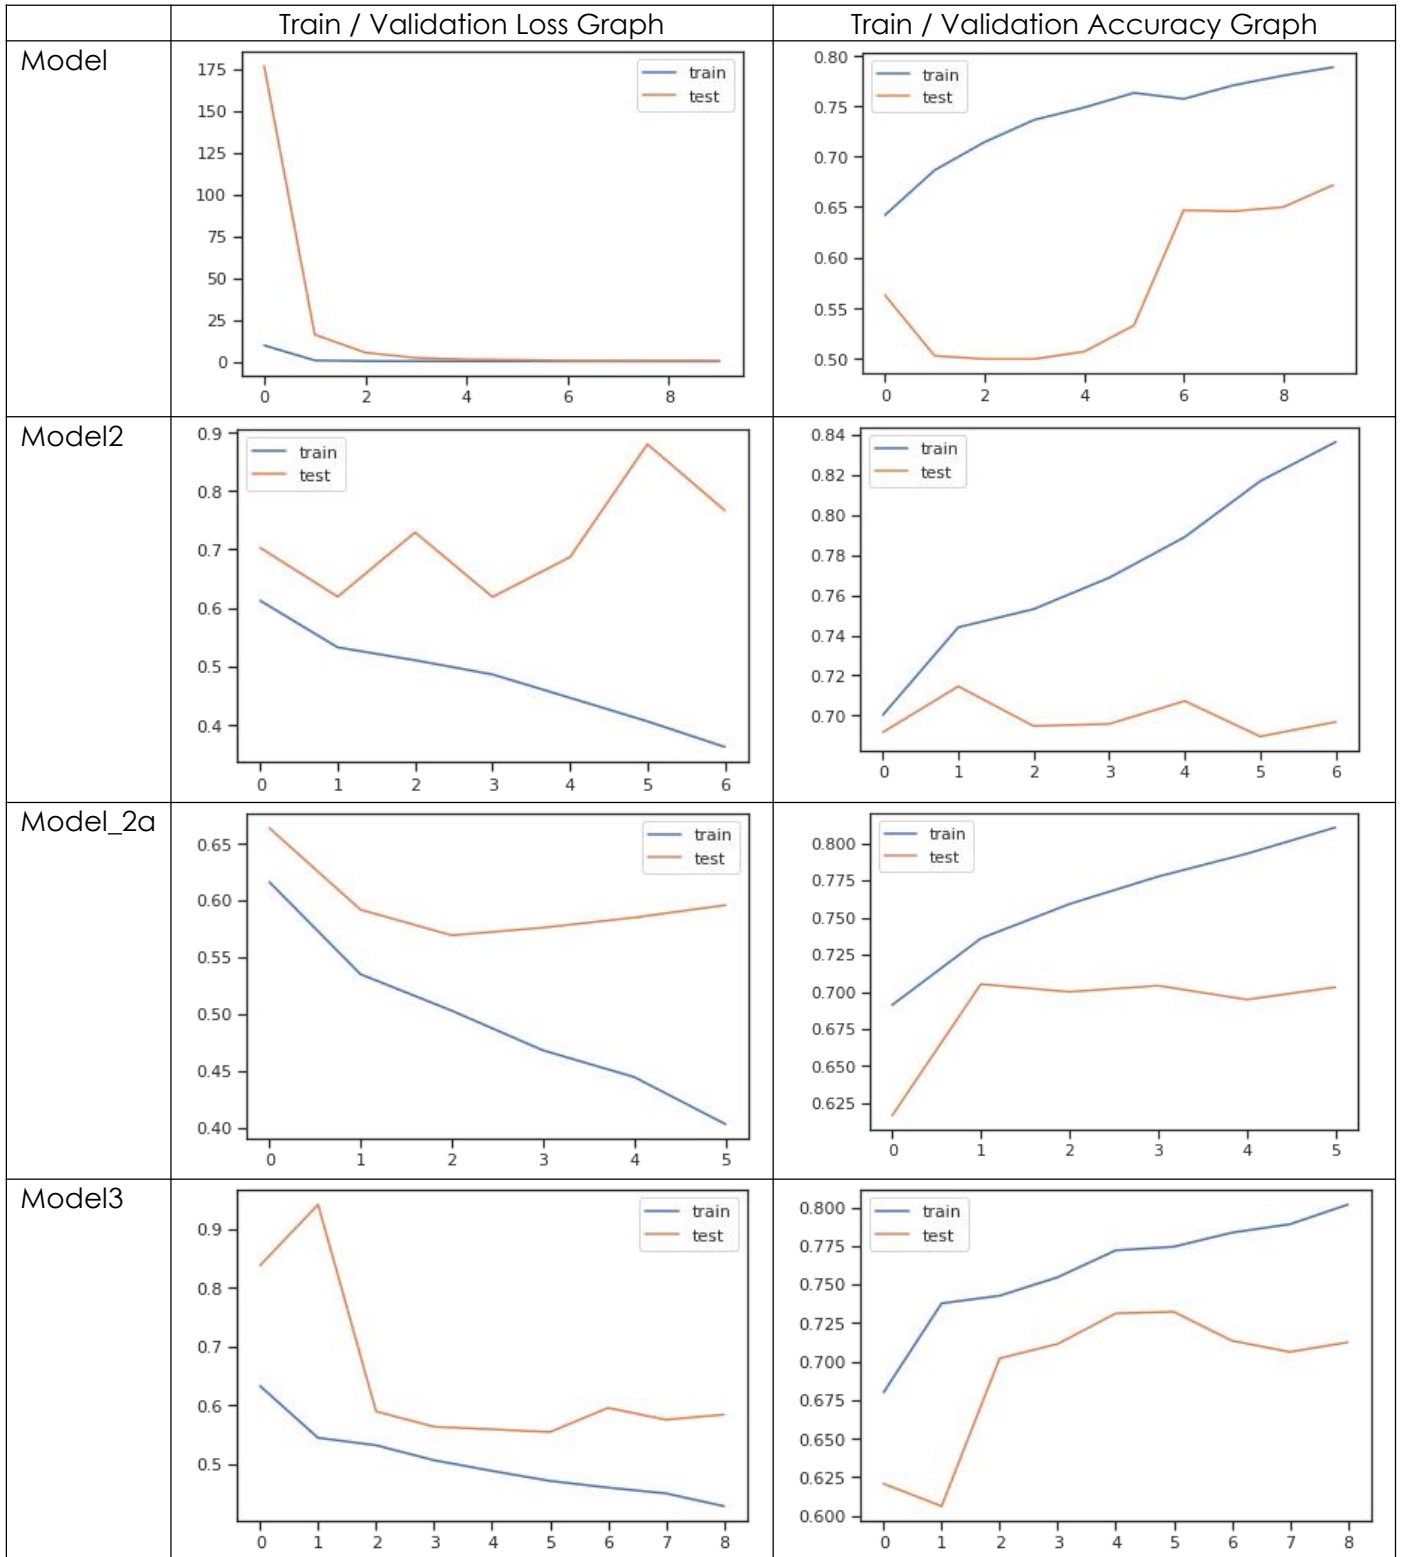 Train / Validation Loss Graph Train / Validation Accuracy Graph
Model
175
150
125
100
75
50
25
0
0 2 4 6 8
train
test
0.80
0.75
0.70
0.65
0.60
0.55
0.50
0 2 4 6 8
train
test
Model2
0.9
0.8
0.7
0.6
0.5
0.4
0 1 2 3 4 5 6
train
test
0.84
0.82
0.80
0.78
0.76
0.74
0.72
0.70
0 1 2 3 4 5 6
train
test
Model_2a
0.65
0.60
0.55
0.50
0.45
0.40
0 1 2 3 4 5
train
test
0.800
0.775
0.750
0.725
0.700
0.675
0.650
0.625
0 1 2 3 4 5
train
test
Model3
0.9
0.8
0.7
0.6
0.5
0 1 2 3 4 5 6 7 8
train
test
0.800
0.775
0.750
0.725
0.700
0.675
0.650
0.625
0.600
0 1 2 3 4 5 6 7 8
train
test